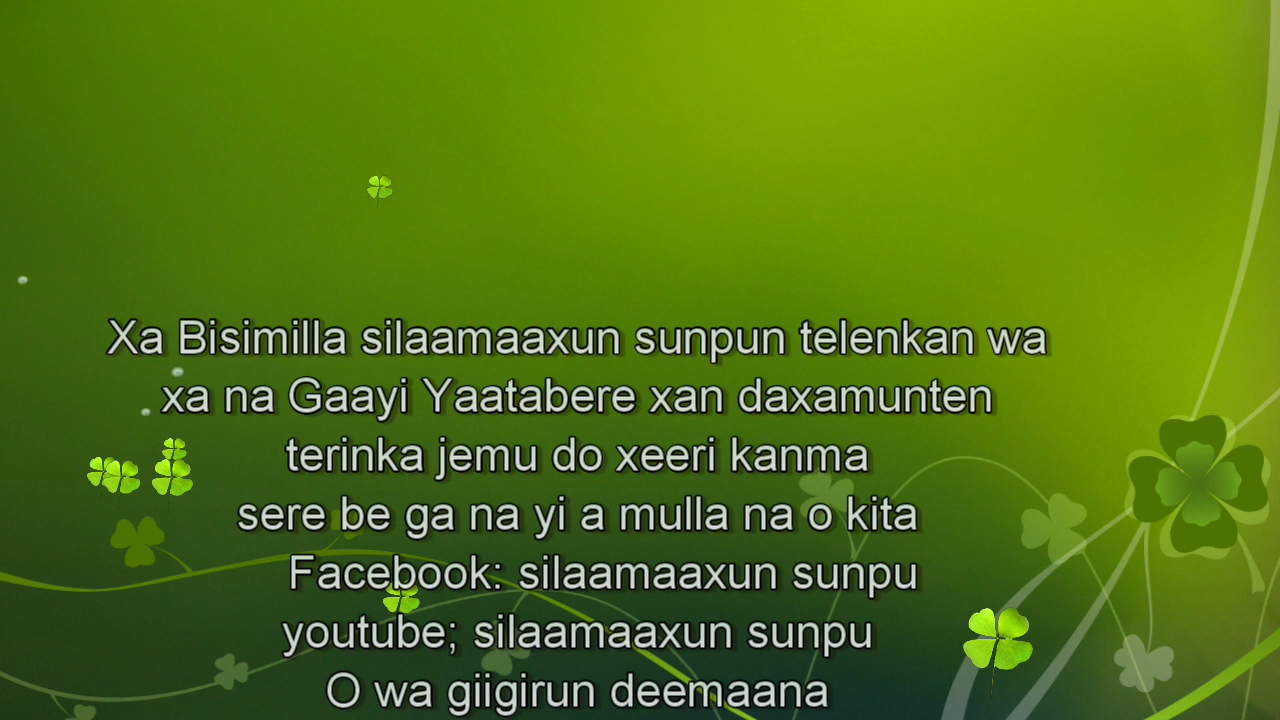 Xa Bisimilla silaamaaxun sunpun telenkan wa
xa na Gaayi Yaatabere xan daxamunten
terinka jemu do xeeri kanma
sere be ga na yi a mulla na o kita
Facebook: silaamaaxun sunpu
youtube; silaamaaxun sunpu
O wa giigirun deemaana